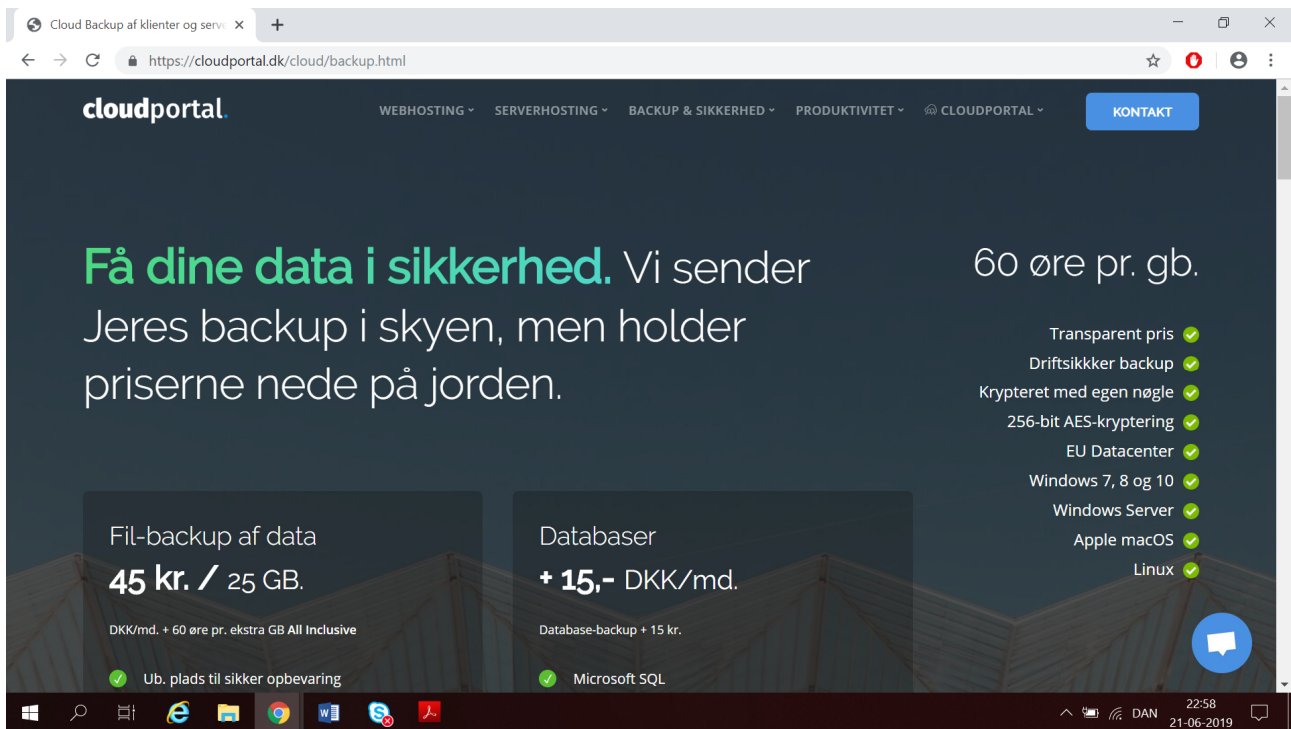 Cloud Backup af klienter og serve
https://cloudportal.dk/cloud/backup.html
cloudportal.
WEBHOSTING SERVERHOSTING BACKUP & SIKKERHED PRODUKTIVITET CLOUDPORTAL KONTAKT
Få dine data i sikkerhed. Vi sender
Jeres backup i skyen, men holder
priserne nede på jorden.
60 øre pr. gb.
Transparent pris
Driftsikkker backup
Krypteret med egen nøgle
256-bit AES-kryptering
EU Datacenter
Windows 7, 8 og 10
Windows Server
Apple macOS
Linux
Fil-backup af data
45 kr. / 25 GB.
DKK/md. + 60 øre pr. ekstra GB All Inclusive
Ub. plads til sikker opbevaring
Databaser
+ 15,- DKK/md.
Database-backup + 15 kr.
Microsoft SQL
DAN
22:58
21-06-2019